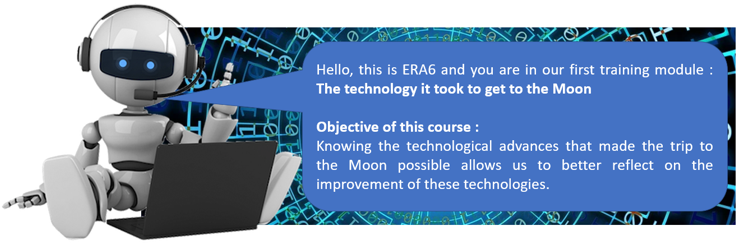 Hello, this is ERA6 and you are in our first training module :
The technology it took to get to the Moon
Objective of this course :
Knowing the technological advances that made the trip to
the Moon possible allows us to better reflect on the
improvement of these technologies.